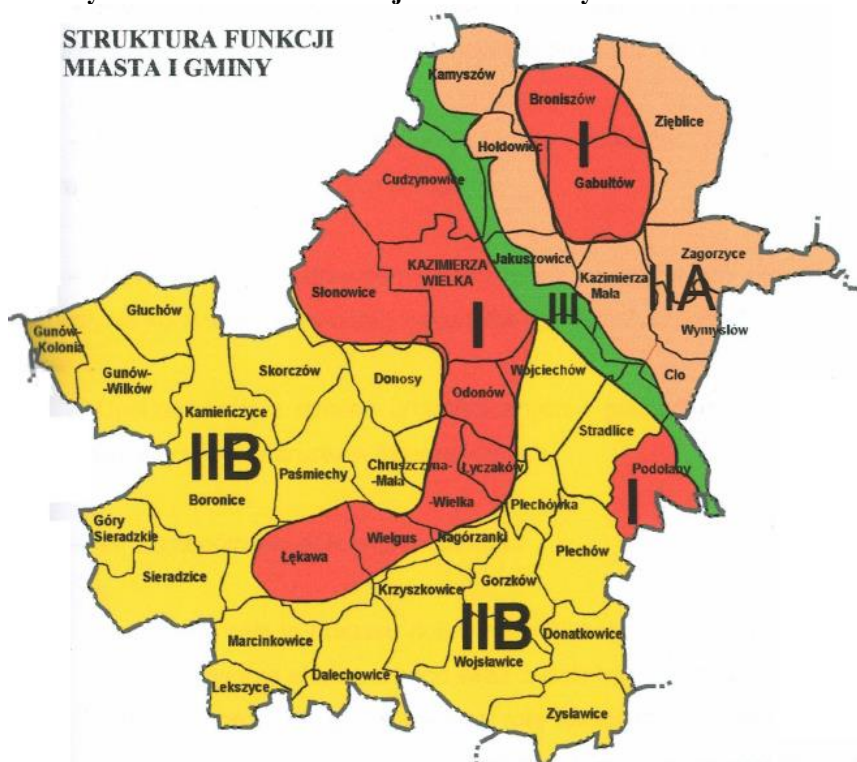 STRUKTURA FUNKCJI
MIASTA I GMINY
Kamyszów
Broniszów
Zięblice
Hołdowiec
I
Gabułtów
Cudzynowice
Jakuszowice
Zagorzyce
KAZIMIERZA
WIELKA
Kazimierza
Mała
IIA
Słonowice
I
III
Wymysłów
Głuchów
Gunów-
Kolonia
Gunów-
-Wilków
Skorczów
Donosy
Wojciechów
Cło
Odonów
Kamieńczyce
Stradlice
IIB
Paśmiechy
Chruszczyna-
-Mała
Łyczaków
Podolany
Boronice
-Wielka
Plechówka
I
Góry
Sieradzkie
Wielgus
Nagórzanki
Łękawa
Plechów
Sieradzice
Krzyszkowice
Gorzków
IIB
Donatkowice
Marcinkowice
Wojsławice
Dalechowice
Lekszyce
Zysławice